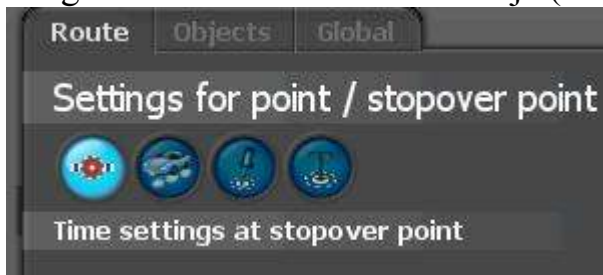 Route Objects Global
Settings for point / stopover point
Time settings at stopover point